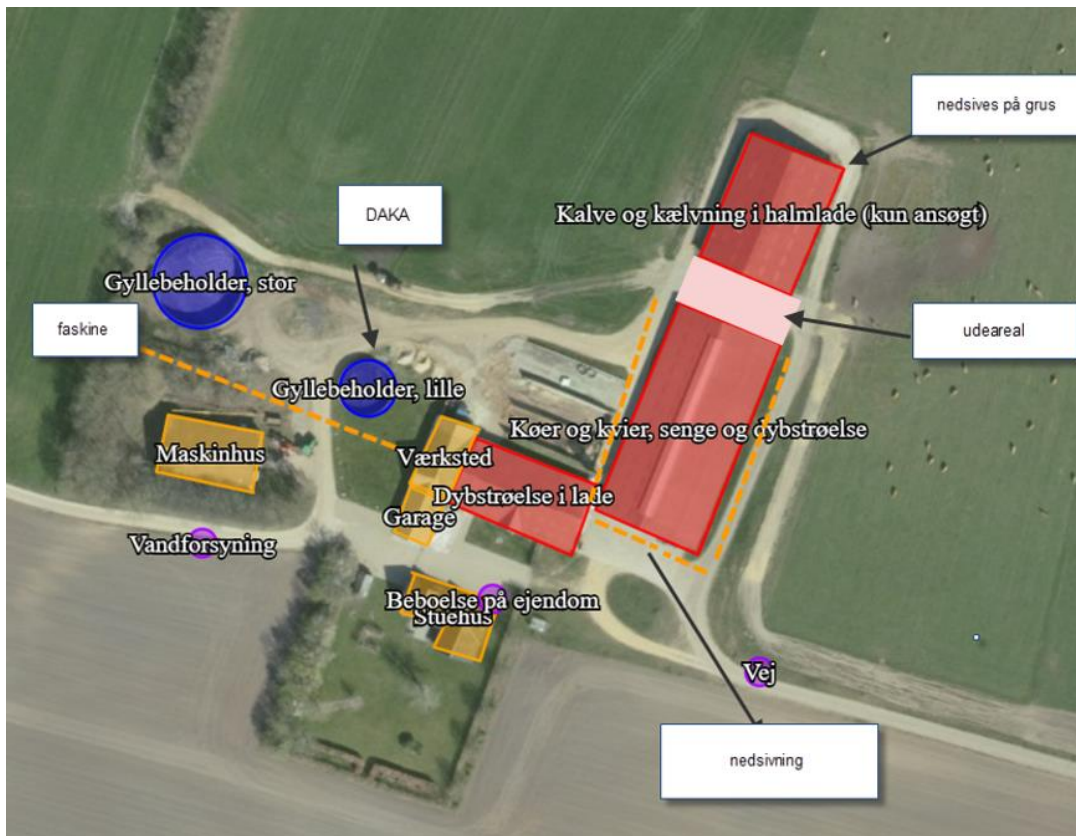 nedsives på grus
DAKA
Kalve og kælvning i halmlade (kun ansøgt)
Gyllebeholder, stor
faskine
udeareal
Gyllebeholder, lille
Køer og kvier, senge og dybstrøelse
Værksted
Maskinhus
Dybstrøelse i lade
Garage
Vandforsyning
Beboelse på ejendom
Stuehus
Vej
nedsivning